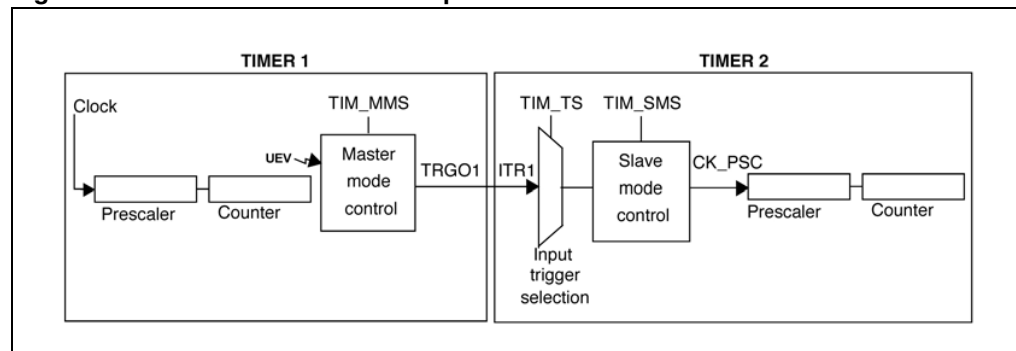 TIMER 1
TIMER 2
Clock
TIM_MMS
TIM_TS
TIM_SMS
UEV
Master
mode
control
TRGO1
ITR1
Slave
mode
control
CK_PSC
Prescaler
Counter
Prescaler
Counter
Input
trigger
selection